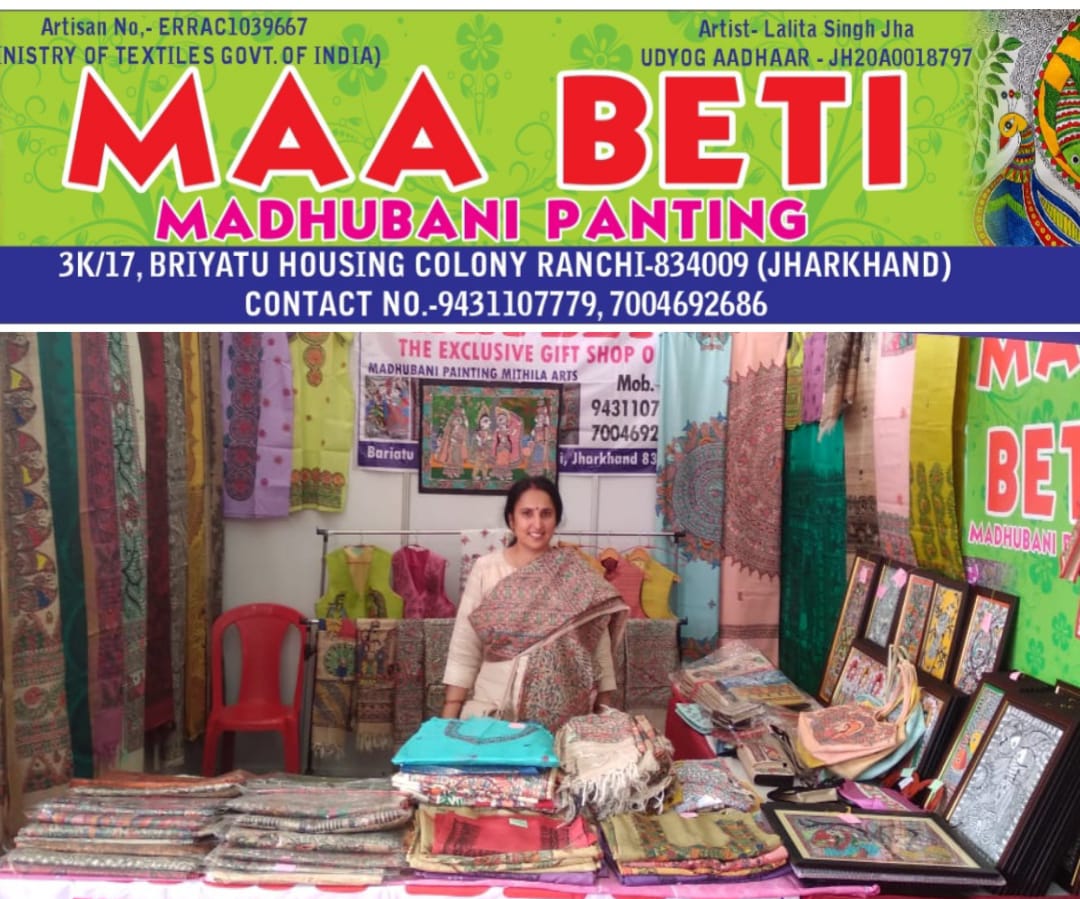 Artisan No,- ERRAC1039667
Artist- Lalita Singh Jha
INISTRY OF TEXTILES GOVT. OF INDIA)
UDYOG AADHAAR - JH20A0018797
MAA BETI
MADHUBANI PANTING
3K/17, BRIYATU HOUSING COLONY RANCHI-834009 (JHARKHAND)
CONTACT NO.-9431107779, 7004692686
THE EXCLUSIVE GIFT SHOP O
MADHUBANI PAINTING MITHILA ARTS
Mob.
9431107
7004692
Bariatu
i, Jharkhand 83
MA
BET
MADHUBANI P